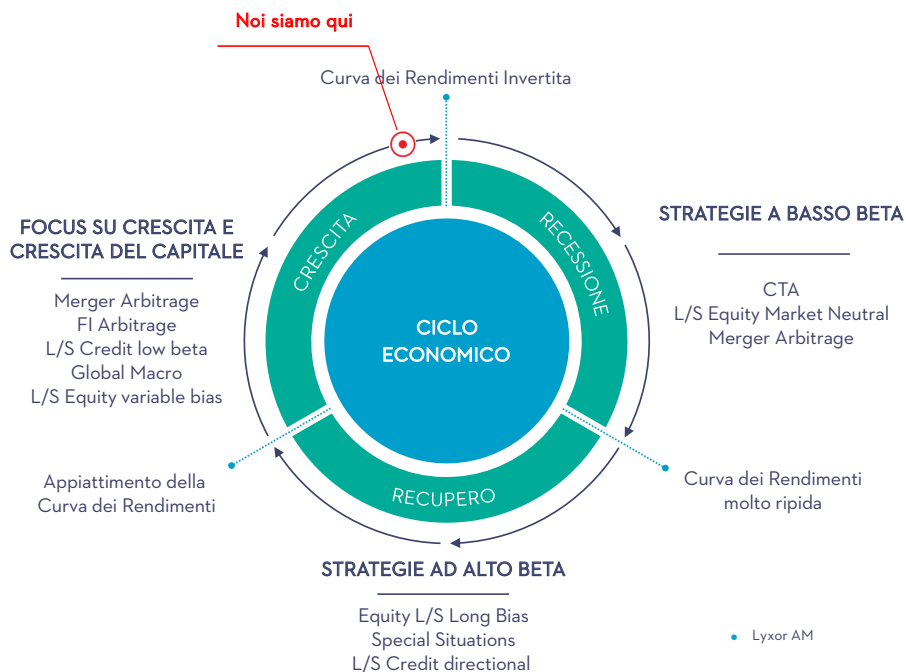 Noi siamo qui
Curva dei Rendimenti Invertita
FOCUS SU CRESCITA E
CRESCITA DEL CAPITALE
Merger Arbitrage
FI Arbitrage
L/S Credit low beta
Global Macro
L/S Equity variable bias
CRESCITA
RECESSIONE
CICLO
ECONOMICO
STRATEGIE A BASSO BETA
CTA
L/S Equity Market Neutral
Merger Arbitrage
Appiattimento della
Curva dei Rendimenti
RECUPERO
Curva dei Rendimenti
molto ripida
STRATEGIE AD ALTO BETA
Equity L/S Long Bias
Special Situations
L/S Credit directional
Lyxor AM